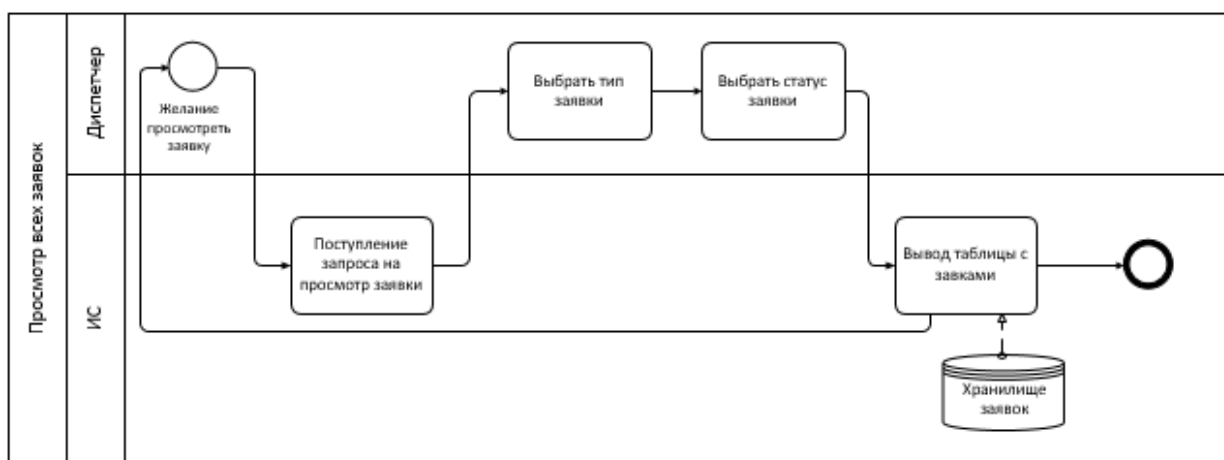 Просмотр всех заявок
Диспетчер
ИС
Желание
просмотреть
заявку
Выбрать тип
заявки
Выбрать статус
заявки
Поступление
запроса на
просмотр заявки
Вывод таблицы с
завками
Хранилище
заявок